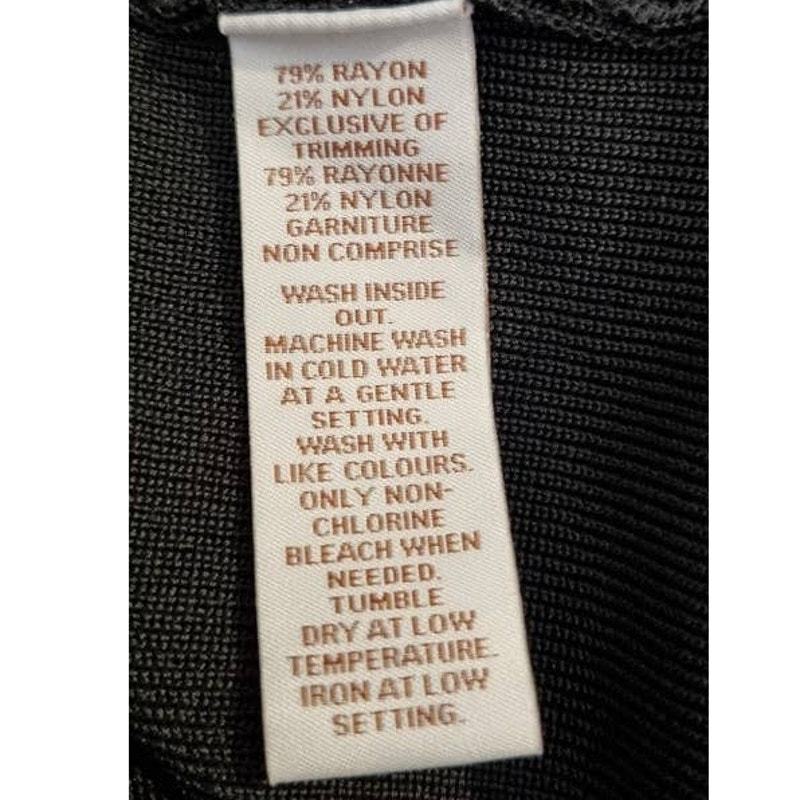 79% RAYON
21% NYLON
EXCLUSIVE OF
TRIMMING
79% RAYONNE
21% NYLON
GARNITURE
NON COMPRISE
WASH INSIDE
OUT.
MACHINE WASH
IN COLD WATER
AT A GENTLE
SETTING.
WASH WITH
LIKE COLOURS.
ONLY NON-
CHLORINE
BLEACH WHEN
NEEDED.
TUMBLE
DRY AT LOW
TEMPERATURE.
IRON AT LOW
SETTING.